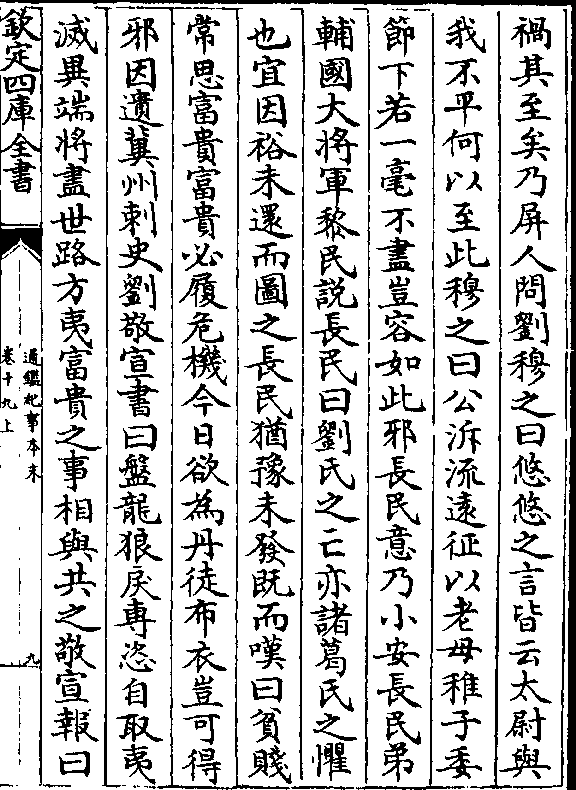 禍其至矣乃屏人問劉穆之曰悠悠之言皆云太尉與
我不平何以至此穆之曰公泝流遠征以老母稚子委
節下若一毫不盡豈容如此邪長民意乃小安長民弟
輔國大將軍黎民説長民曰劉氏之亡亦諸葛氏之懼
也宜因裕未還而圖之長民猶豫未發既而嘆曰貧賤
常思富貴富貴必履危機今日欲為丹徒布衣豈可得
邪因遺冀州刺史劉敬宣書曰盤龍狼戾専恣自取夷
滅異端將盡世路方夷富貴之事相與共之敬宣報曰
欽定四庫全書
通鑑紀事本末
卷十九上
九